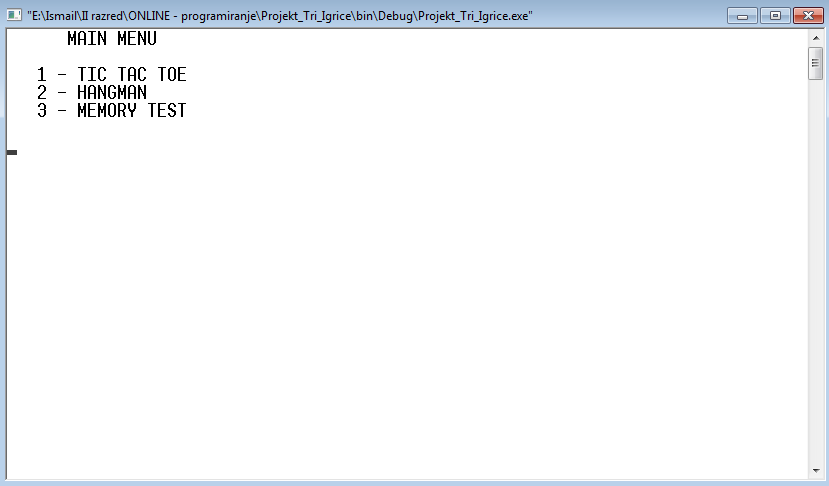 "E:\Ismail\II razred\ONLINE - programiranje\Projekt_Tri_Igrice\bin\Debug\Projekt_Tri_Igrice.exe"
MAIN MENU
1 - TIC TAC TOE
2 - HANGMAN
3 - MEMORY TEST